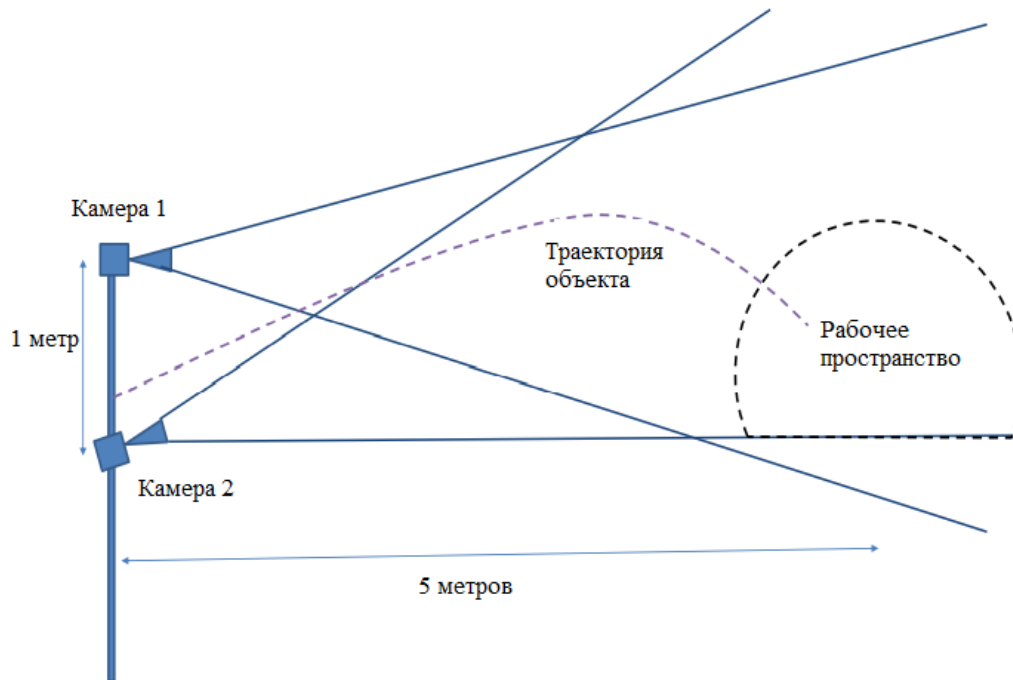 Камера 1
Траектория
объекта
1 метр
Рабочее
пространство
Камера 2
5 метров